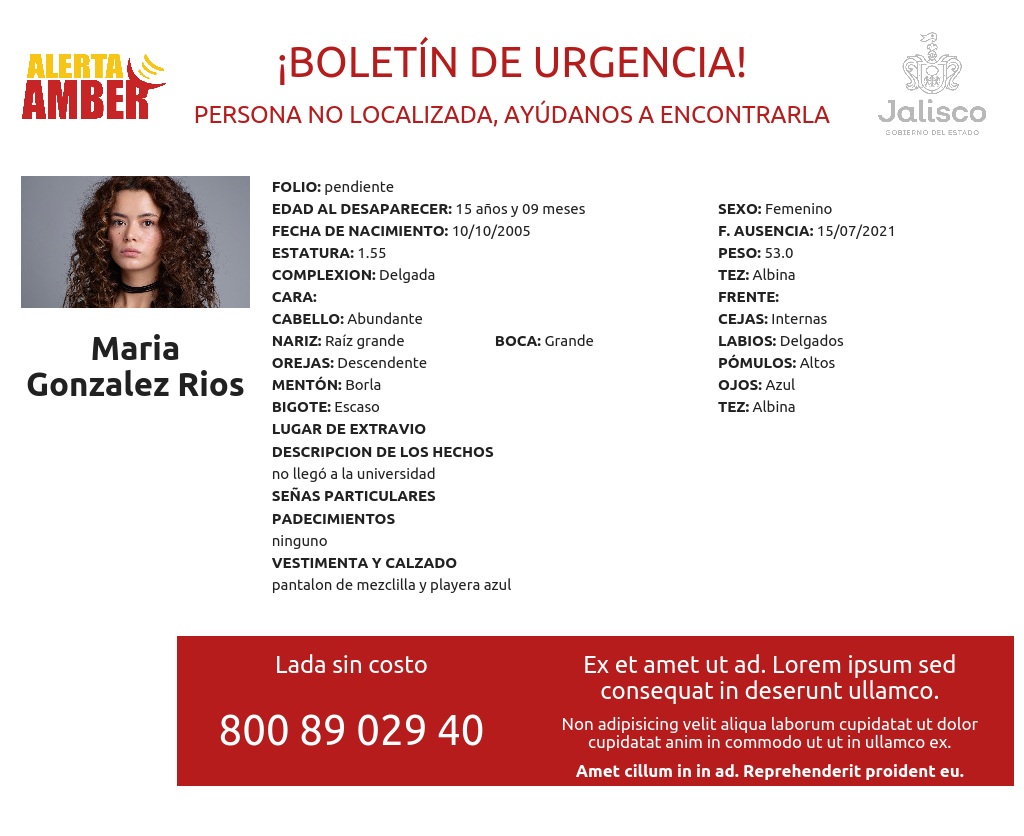 ALERTA
AMBER
¡BOLETÍN DE URGENCIA!
PERSONA NO LOCALIZADA, AYÚDANOS A ENCONTRARLA
Jalisco
GOBIERNO DEL ESTADO
Maria
Gonzalez Rios
FOLIO: pendiente
EDAD AL DESAPARECER: 15 años y 09 meses SEXO: Femenino
FECHA DE NACIMIENTO: 10/10/2005 F. AUSENCIA: 15/07/2021
ESTATURA: 1.55 PESO: 53.0
COMPLEXION: Delgada TEZ: Albina
CARA: FRENTE:
CABELLO: Abundante CEJAS: Internas
NARIZ: Raíz grande BOCA: Grande LABIOS: Delgados
OREJAS: Descendente PÓMULOS: Altos
MENTÓN: Borla OJOS: Azul
BIGOTE: Escaso TEZ: Albina
LUGAR DE EXTRAVIO
DESCRIPCION DE LOS HECHOS
no llegó a la universidad
SEÑAS PARTICULARES
PADECIMIENTOS
ninguno
VESTIMENTA Y CALZADO
pantalon de mezclilla y playera azul
Lada sin costo
800 89 029 40
Ex et amet ut ad. Lorem ipsum sed
consequat in deserunt ullamco.
Non adipisicing velit aliqua laborum cupidatat ut dolor
cupidatat anim in commodo ut ut in ullamco ex.
Amet cillum in in ad. Reprehenderit proident eu.